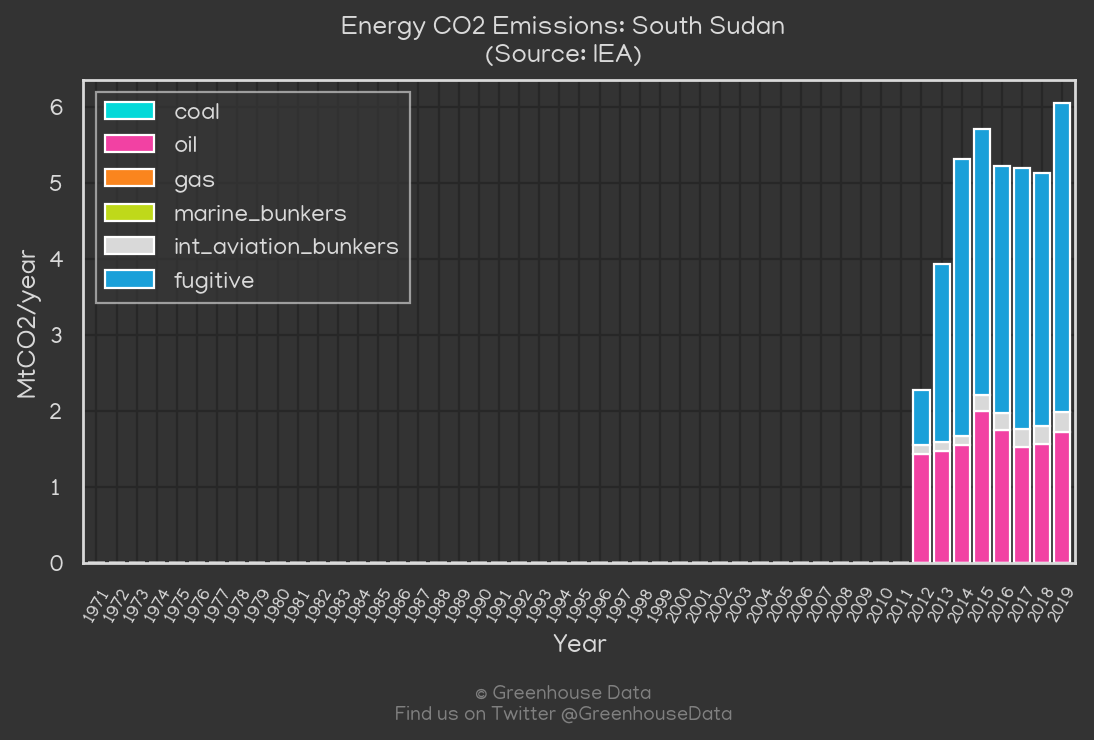 Energy CO2 Emissions: South Sudan
(Source: IEA)
coal
oil
gas
marine_bunkers
int_aviation_bunkers
fugitive
MtCO2/year
6
5
4
3
2
1
0
1971 1972 1973 1974 1975 1976 1977 1978 1979 1980 1981 1982 1983 1984 1985 1986 1987 1988 1989 1990 1991 1992 1993 1994 1995 1996 1997 1998 1999 2000 2001 2002 2003 2004 2005 2006 2007 2008 2009 2010 2011 2012 2013 2014 2015 2016 2017 2018 2019
Year
© Greenhouse Data
Find us on Twitter @GreenhouseData